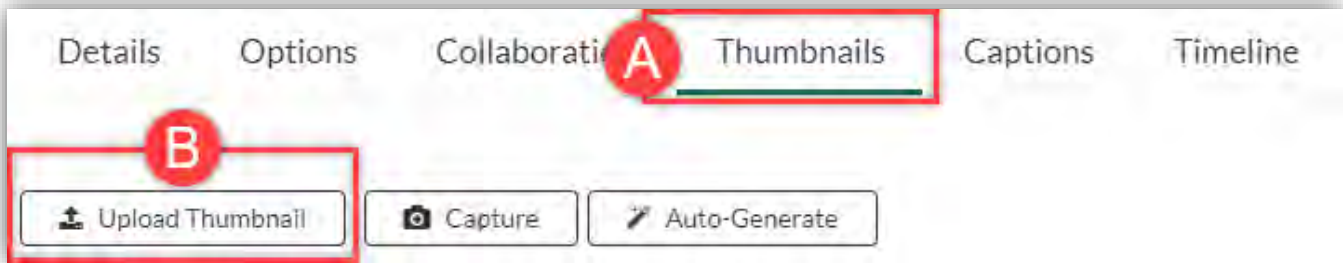 Details Options Collaborati A Thumbnails Captions Timeline
B
Upload Thumbnail Capture Auto-Generate